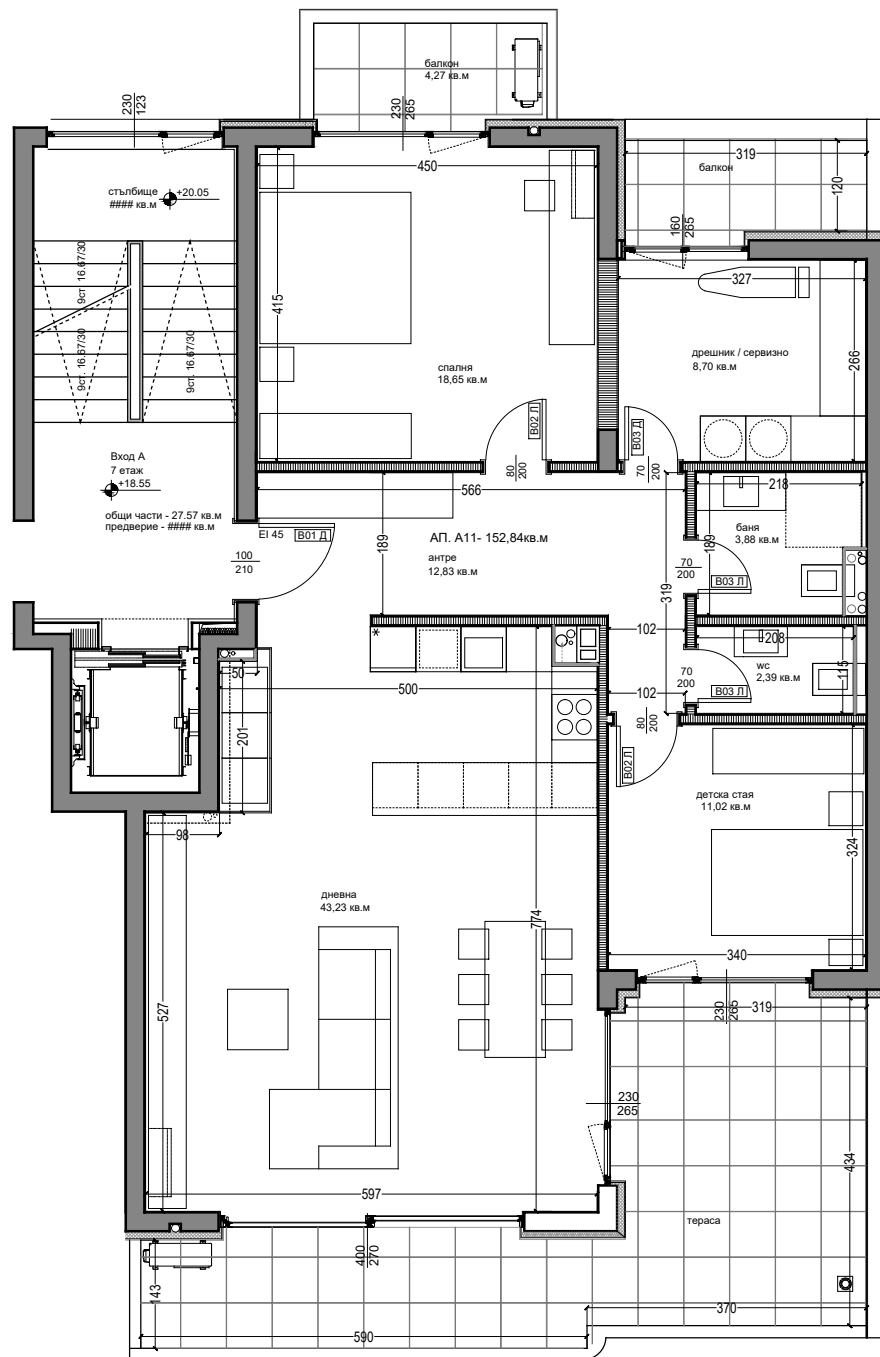 балкон
4,27 кв.м
230
123
230
265
450
319
балкон
120
стълбище
#### кв.м
+20.05
160
265
327
9ст. 16.67/30
9ст. 16.67/30
9ст. 16.67/30
415
спалня
18,65 кв.м
дрешник / сервизно
8,70 кв.м
266
В02 Л
В03 Д
80
200
70
200
Вход А
7 етаж
+18.55
общи части - 27.57 кв.м
предверие - #### кв.м
566
218
EI 45
В01 Д
АП. А11- 152,84кв.м
антре
12,83 кв.м
189
319
189
баня
3,88 кв.м
100
210
70
200
В03 Л
*
102
208
wc
2,39 кв.м
115
50
500
102
70
200
В03 Л
80
200
201
В02 Л
детска стая
11,02 кв.м
324
98
дневна
43,23 кв.м
774
340
527
230
265
319
230
265
434
597
тераса
400
270
143
370
590